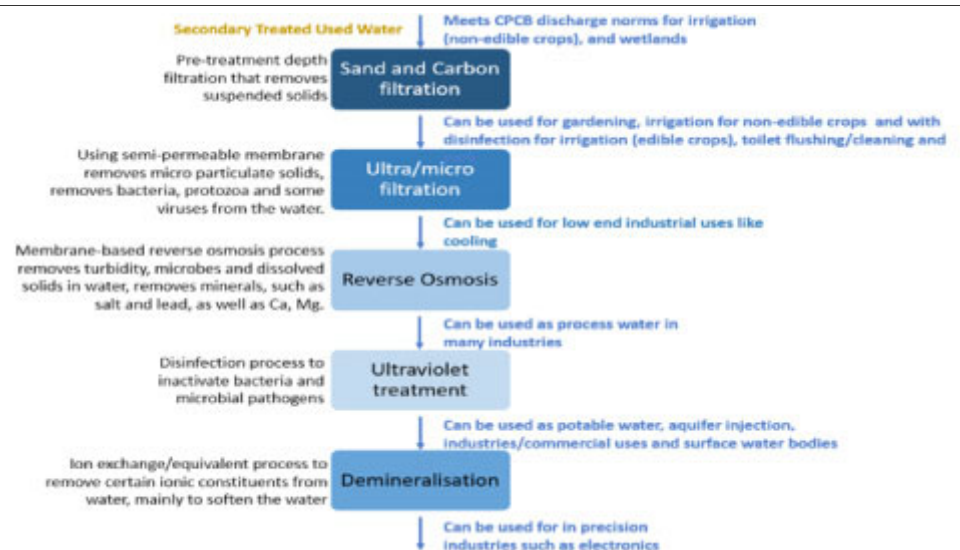 Secondary Treated Used Water
Meets CPCB discharge norms for irrigation
(non-edible crops), and wetlands
Pre-treatment depth
filtration that removes
suspended solids
Sand and Carbon
filtration
Can be used for gardening, irrigation for non-edible crops and with
disinfection for irrigation (edible crops), toilet flushing/cleaning and
Using semi-permeable membrane
removes micro particulate solids,
removes bacteria, protozoa and some
viruses from the water.
Ultra/micro
filtration
Can be used for low end industrial uses like
cooling
Membrane-based reverse osmosis process
removes turbidity, microbes and dissolved
solids in water, removes minerals, such as
salt and lead, as well as Ca, Mg.
Reverse Osmosis
Can be used as process water in
many industries
Disinfection process to
inactivate bacteria and
microbial pathogens
Ultraviolet
treatment
Can be used as potable water, aquifer injection,
industries/commercial uses and surface water bodies
Ion exchange/equivalent process to
remove certain ionic constituents from
water, mainly to soften the water
Demineralisation
Can be used for in precision
industries such as electronics